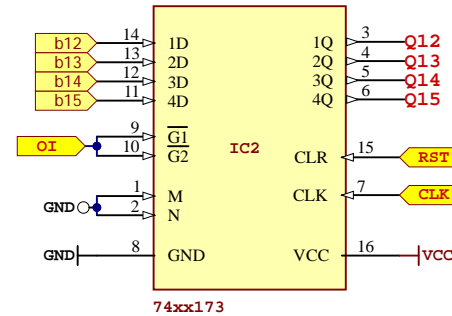 b12 14 1D 1Q 3 Q12
b13 13 2D 2Q 4 Q13
b14 12 3D 3Q 5 Q14
b15 11 4D 4Q 6 Q15
OI 9 G1
10 G2
IC2
CLR 15 RST
GND 1 M CLK 7 CLK
2 N
GND 8 GND VCC 16 VCC
74xx173